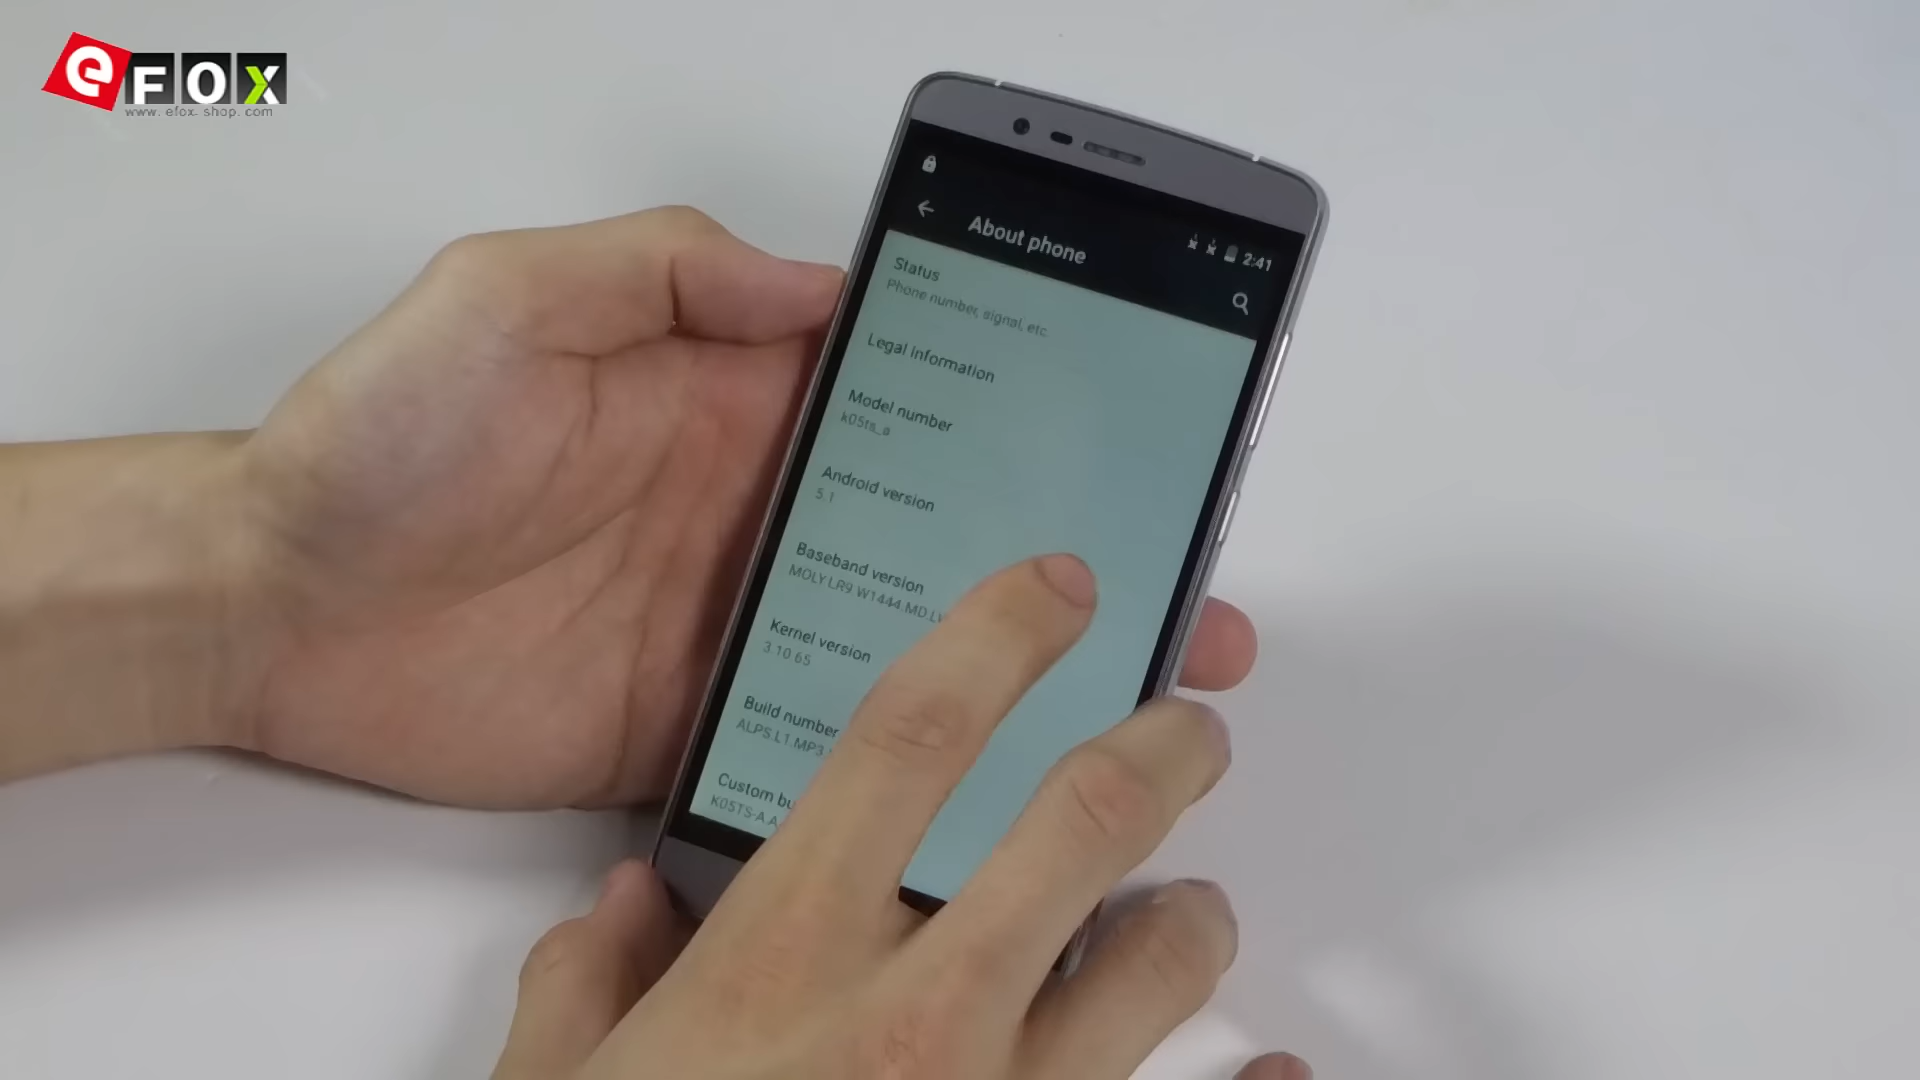 eFOX
www. efox-shop. com
2:41
About phone
Status
Phone number, signal, etc.
Legal information
Model number
k05ts_a
Android version
5.1
Baseband version
MOLY.LR9.W1444.MD.LV
Kernel version
3.10.65
Build number
ALPS.L1.MP3.
Custom bu
K05TS-A.A